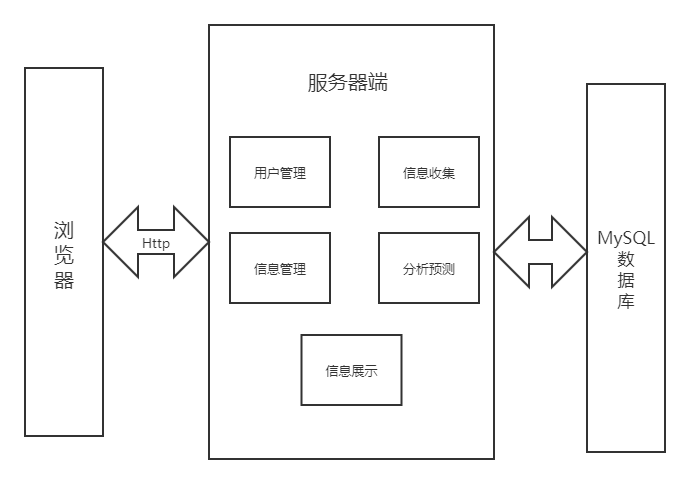 服务器端
用户管理
信息收集
浏
览
器
Http
信息管理
分析预测
MySQL
数
据
库
信息展示